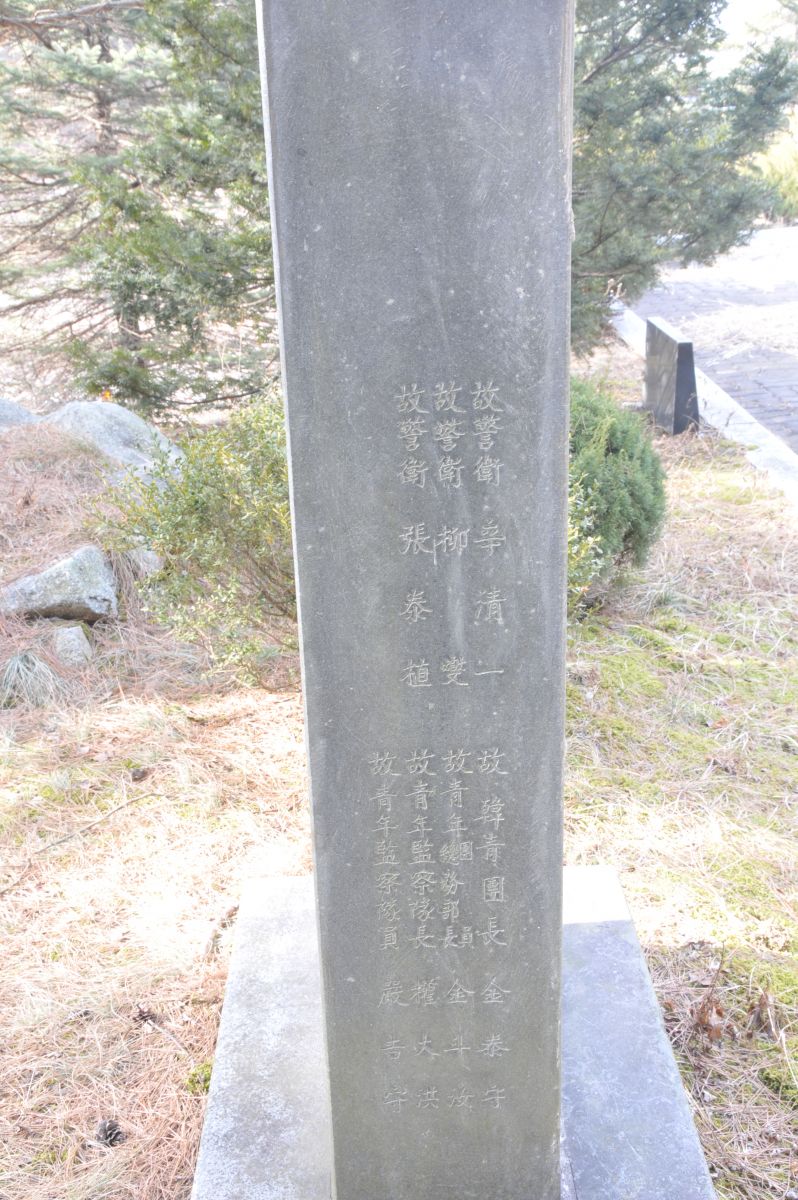 故警衛 辛清一
故警衛 柳 燮
故警衛 張泰植
故 韓青團長 金泰守
故青年 總務部長 金斗汝
故青年監察隊長 權大洪
故青年監察隊員 嚴 守